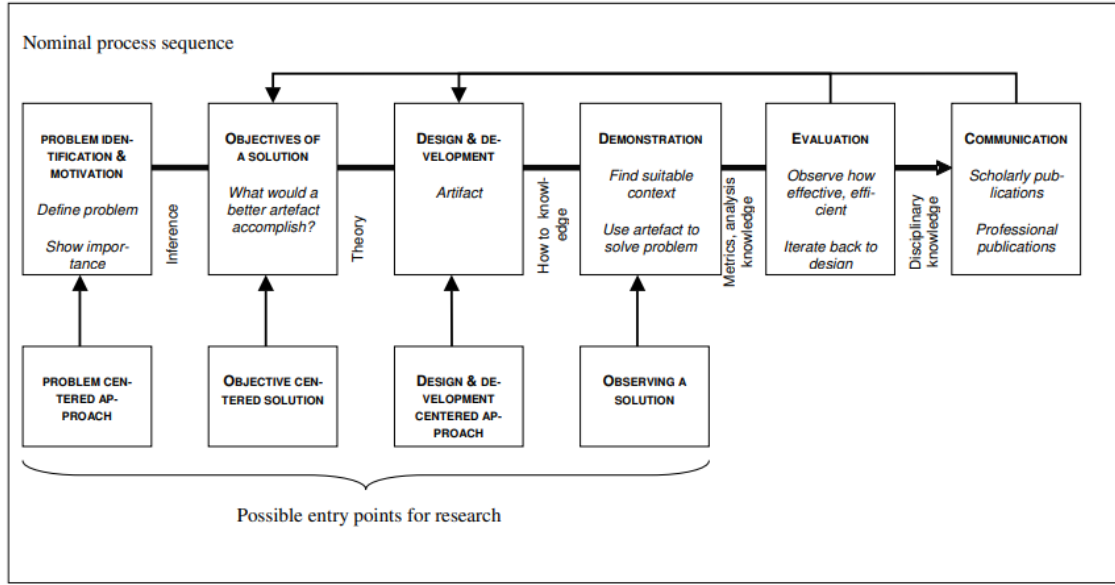 Nominal process sequence
PROBLEM IDEN-
TIFICATION &
MOTIVATION
Define problem
Show impor-
tance
Inference
OBJECTIVES OF
A SOLUTION
What would a
better artefact
accomplish?
Theory
DESIGN &
DEVELOPMENT
Artifact
How to knowl-
edge
DEMONSTRATION
Find suitable
context
Use artefact to
solve problem
Metrics, analysis
knowledge
EVALUATION
Observe how
effective, effi-
cient
Iterate back to
design
Disciplinary
knowledge
COMMUNICATION
Scholarly pub-
lications
Professional
publications
PROBLEM CEN-
TERED AP-
PROACH
OBJECTIVE CEN-
TERED SOLUTION
DESIGN & DE-
VELOPMENT
CENTERED AP-
PROACH
OBSERVING A
SOLUTION
Possible entry points for research